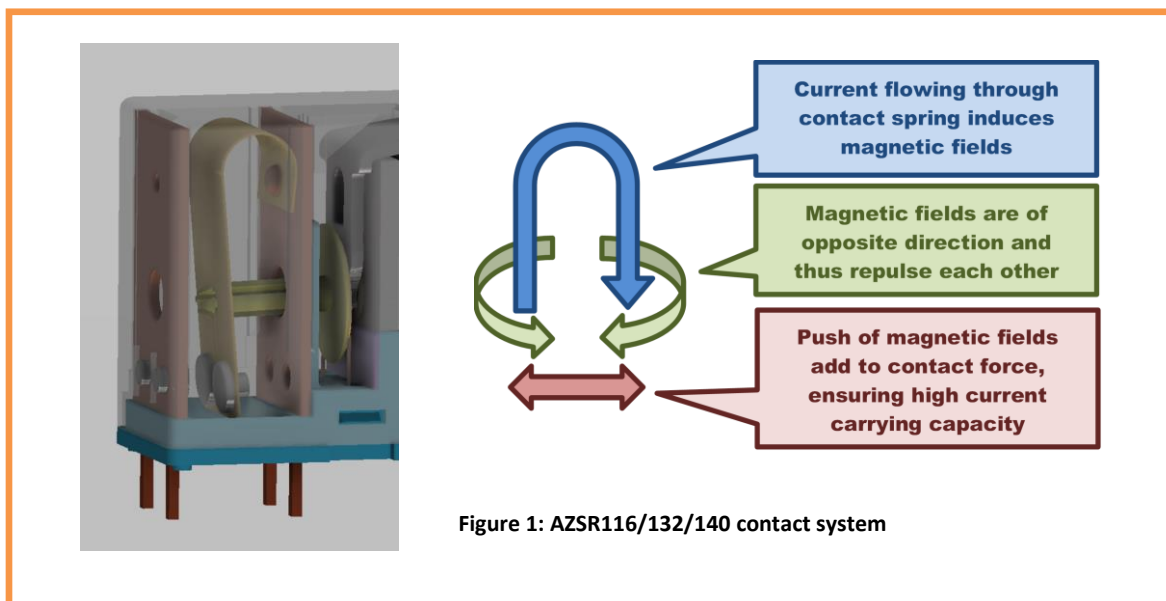 Current flowing through
contact spring induces
magnetic fields
Magnetic fields are of
opposite direction and
thus repulse each other
Push of magnetic fields
add to contact force,
ensuring high current
carrying capacity
Figure 1: AZSR116/132/140 contact system